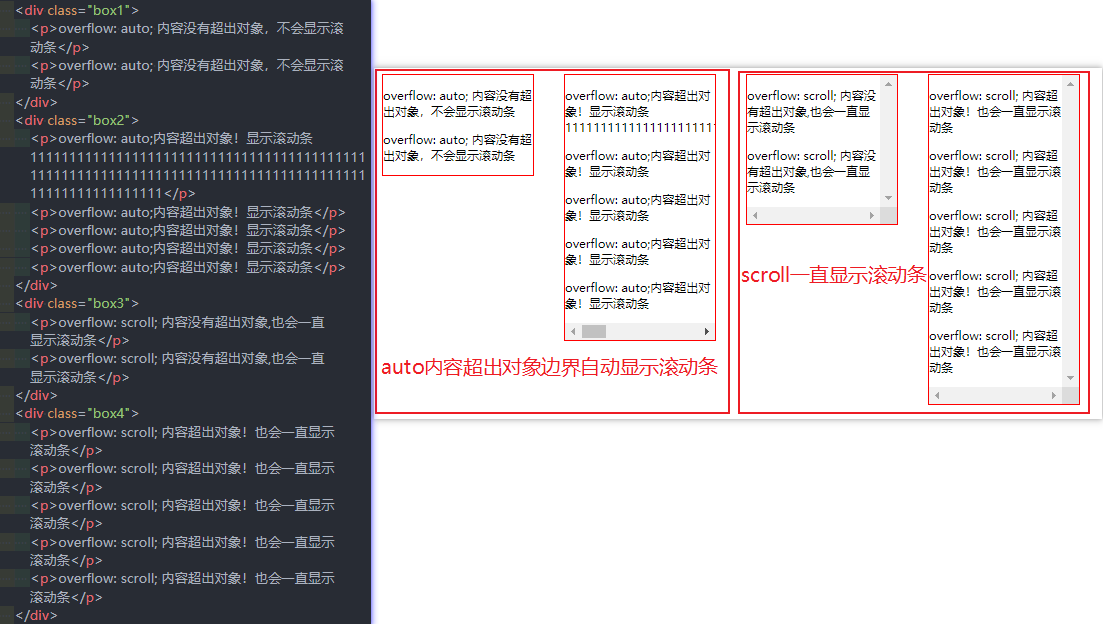 <div class="box1">
<p>overflow: auto; 内容没有超出对象，不会显示滚
动条</p>
<p>overflow: auto; 内容没有超出对象，不会显示滚
动条</p>
</div>
<div class="box2">
<p>overflow: auto;内容超出对象！显示滚动条
1111111111111111111111111111111111111111111
1111111111111111111111111111111111111111111
11111111111111111</p>
<p>overflow: auto;内容超出对象！显示滚动条</p>
<p>overflow: auto;内容超出对象！显示滚动条</p>
<p>overflow: auto;内容超出对象！显示滚动条</p>
<p>overflow: auto;内容超出对象！显示滚动条</p>
</div>
<div class="box3">
<p>overflow: scroll; 内容没有超出对象,也会一直
显示滚动条</p>
<p>overflow: scroll; 内容没有超出对象,也会一直
显示滚动条</p>
</div>
<div class="box4">
<p>overflow: scroll; 内容超出对象！也会一直显示
滚动条</p>
<p>overflow: scroll; 内容超出对象！也会一直显示
滚动条</p>
<p>overflow: scroll; 内容超出对象！也会一直显示
滚动条</p>
<p>overflow: scroll; 内容超出对象！也会一直显示
滚动条</p>
<p>overflow: scroll; 内容超出对象！也会一直显示
滚动条</p>
</div>
overflow: auto; 内容没有超
出对象，不会显示滚动条
overflow: auto; 内容没有超
出对象，不会显示滚动条
overflow: auto;内容超出对
象！显示滚动条
1111111111111111111111
overflow: auto;内容超出对
象！显示滚动条
overflow: auto;内容超出对
象！显示滚动条
overflow: auto;内容超出对
象！显示滚动条
overflow: auto;内容超出对
象！显示滚动条
auto内容超出对象边界自动显示滚动条
overflow: scroll; 内容没
有超出对象,也会一直显
示滚动条
overflow: scroll; 内容没
有超出对象,也会一直显
示滚动条
scroll一直显示滚动条
overflow: scroll; 内容超
出对象！也会一直显示滚
动条
overflow: scroll; 内容超
出对象！也会一直显示滚
动条
overflow: scroll; 内容超
出对象！也会一直显示滚
动条
overflow: scroll; 内容超
出对象！也会一直显示滚
动条
overflow: scroll; 内容超
出对象！也会一直显示滚
动条